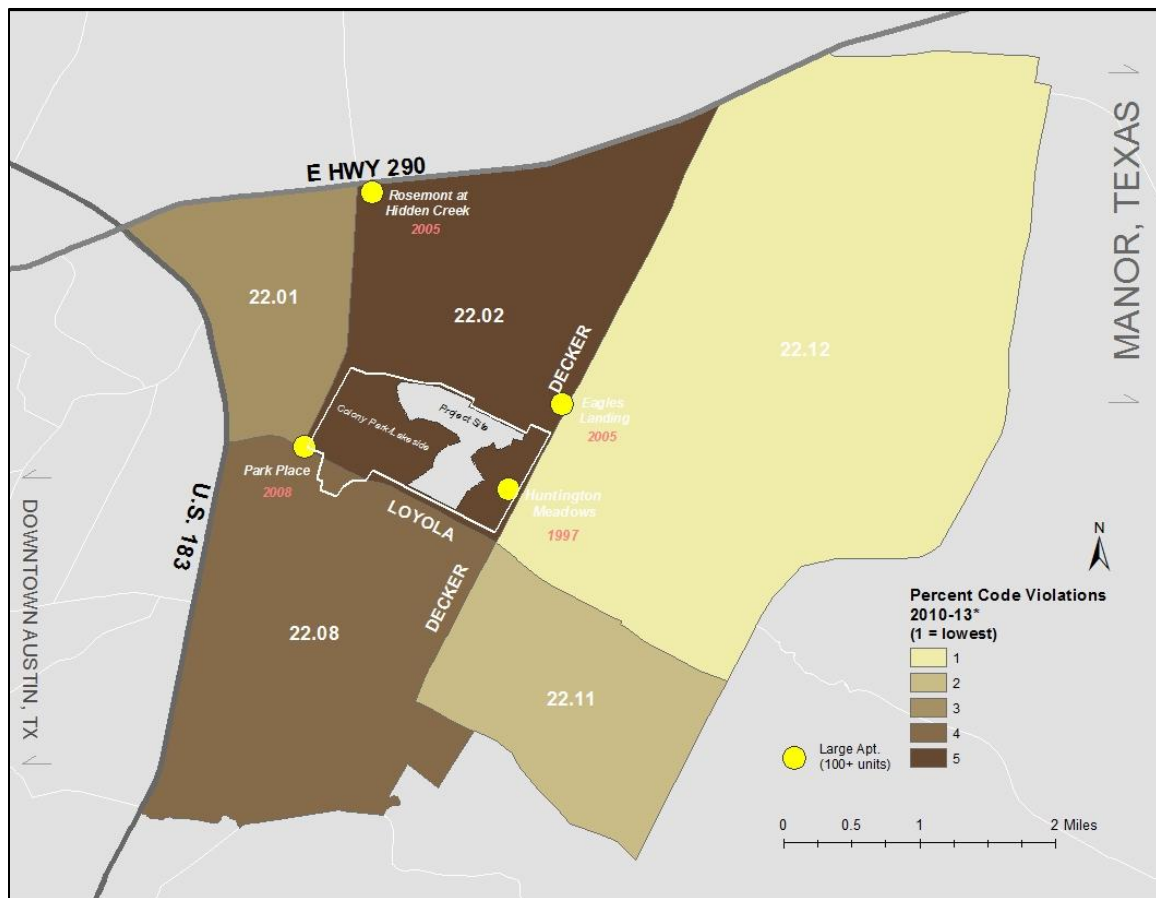 E HWY 290
Rosemont at
Hidden Creek
2005
22.01
22.02
22.12
MANOR, TEXAS
DECKER
Eagles
Landing
2005
Project Site
Colony Park/Lakeside
Park Place
2008
Huntington
Meadows
1997
LOYOLA
U.S. 183
DOWNTOWN AUSTIN, TX
DECKER
22.08
22.11
N
Percent Code Violations
2010-13*
(1 = lowest)
1
2
3
4
5
Large Apt.
(100+ units)
0 0.5 1 2 Miles